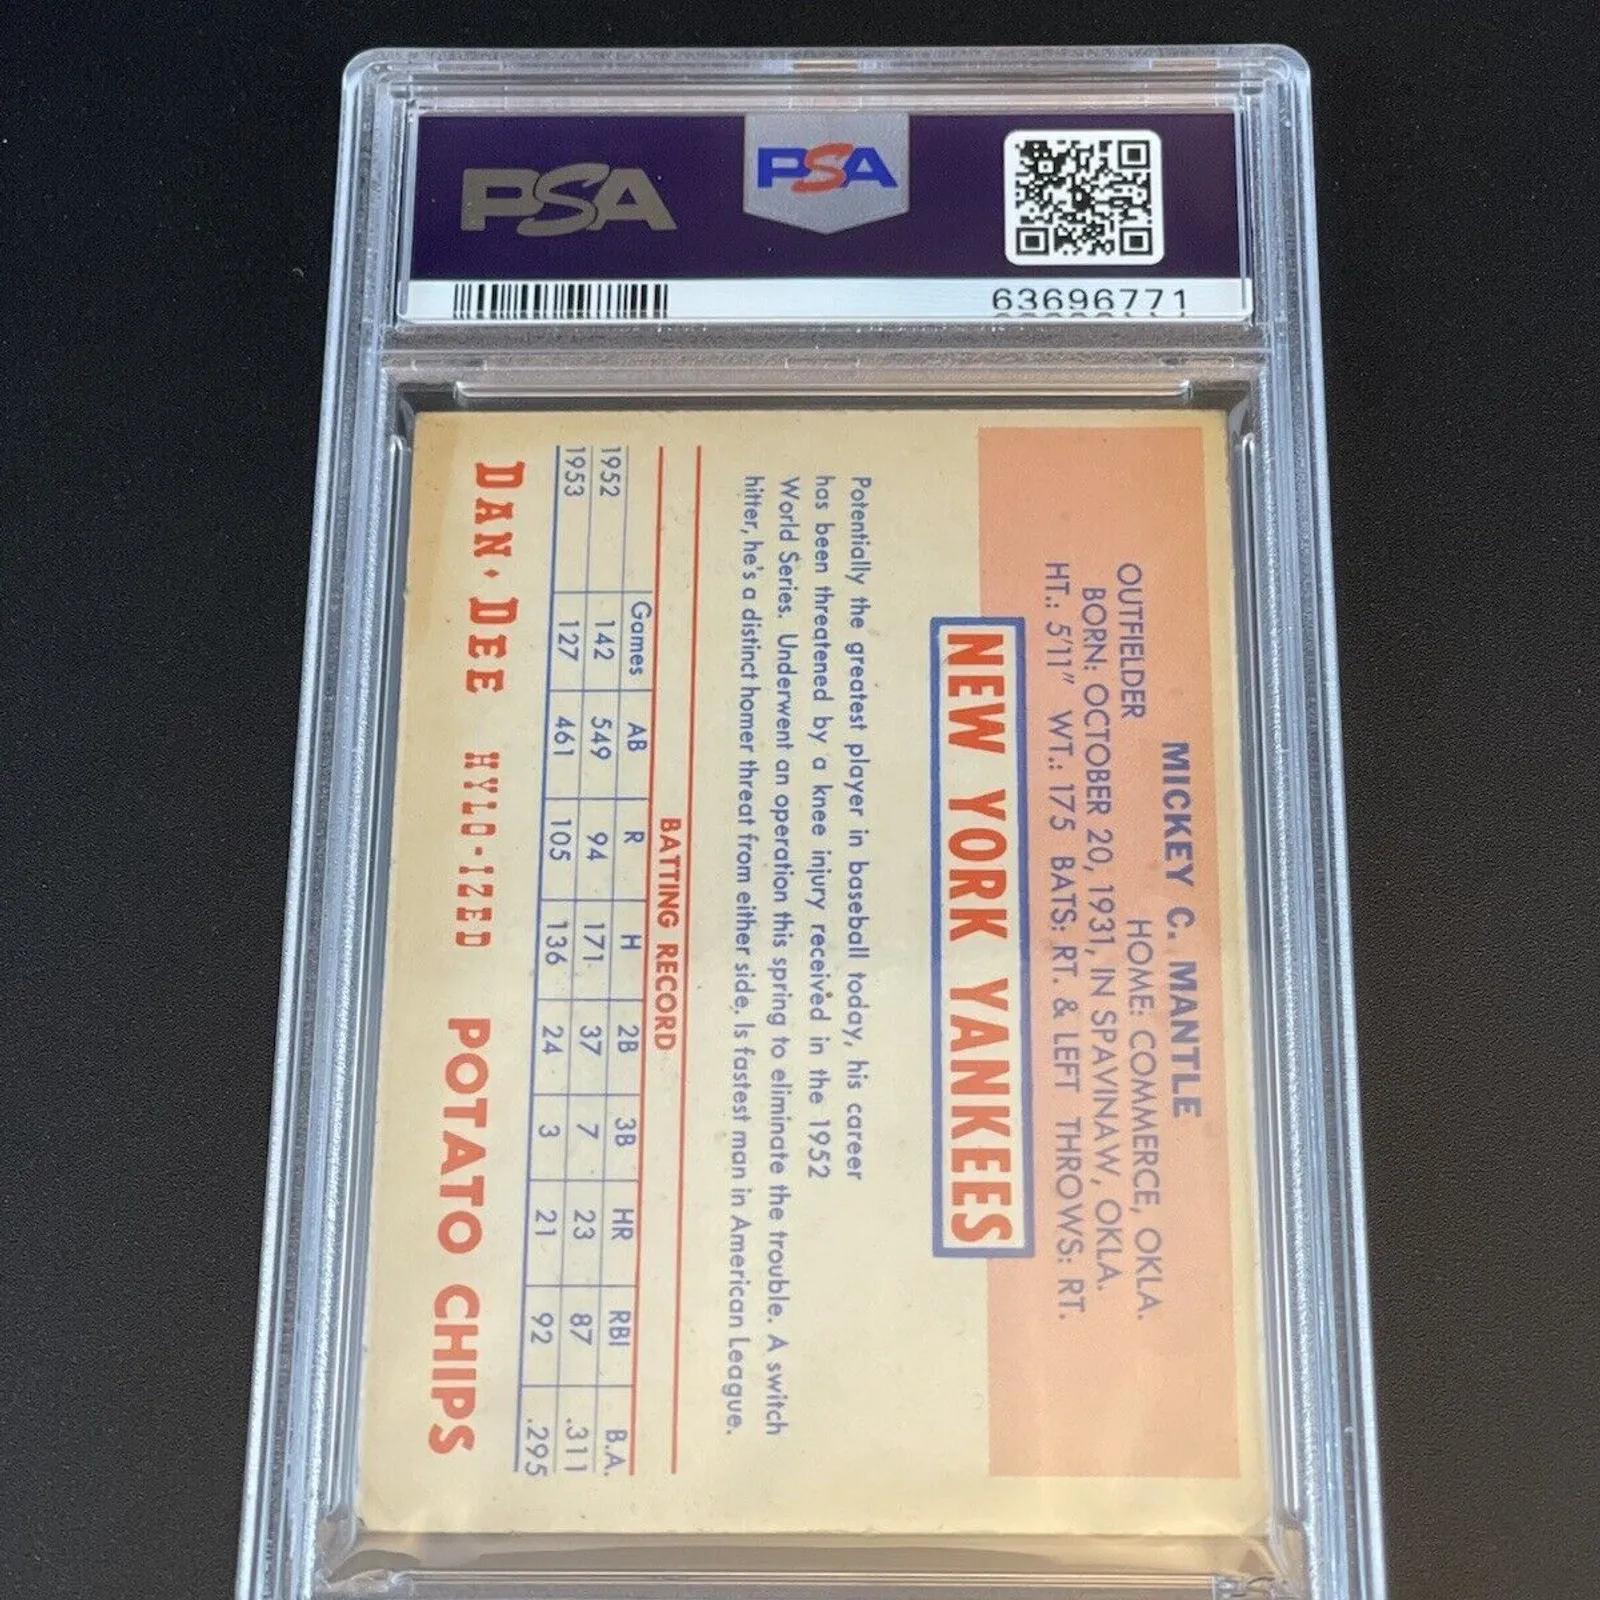 PSA
PSA
63696771
MICKEY C. MANTLE
OUTFIELDER HOME: COMMERCE, OKLA.
BORN: OCTOBER 20, 1931, IN SPAVINAW, OKLA.
HT.: 5'11" WT.: 175 BATS: RT. & LEFT THROWS: RT.
NEW YORK YANKEES
Potentially the greatest player in baseball today, his career
has been threatened by a knee injury received in the 1952
World Series. Underwent an operation this spring to eliminate the trouble. A switch
hitter, he's a distinct homer threat from either side. Is fastest man in American League.
BATTING RECORD
Games AB R H 2B 3B HR RBI B.A.
1952 142 549 94 171 37 7 23 87 .311
1953 127 461 105 136 24 3 21 92 .295
DAN·DEE HYLO-IZED POTATO CHIPS